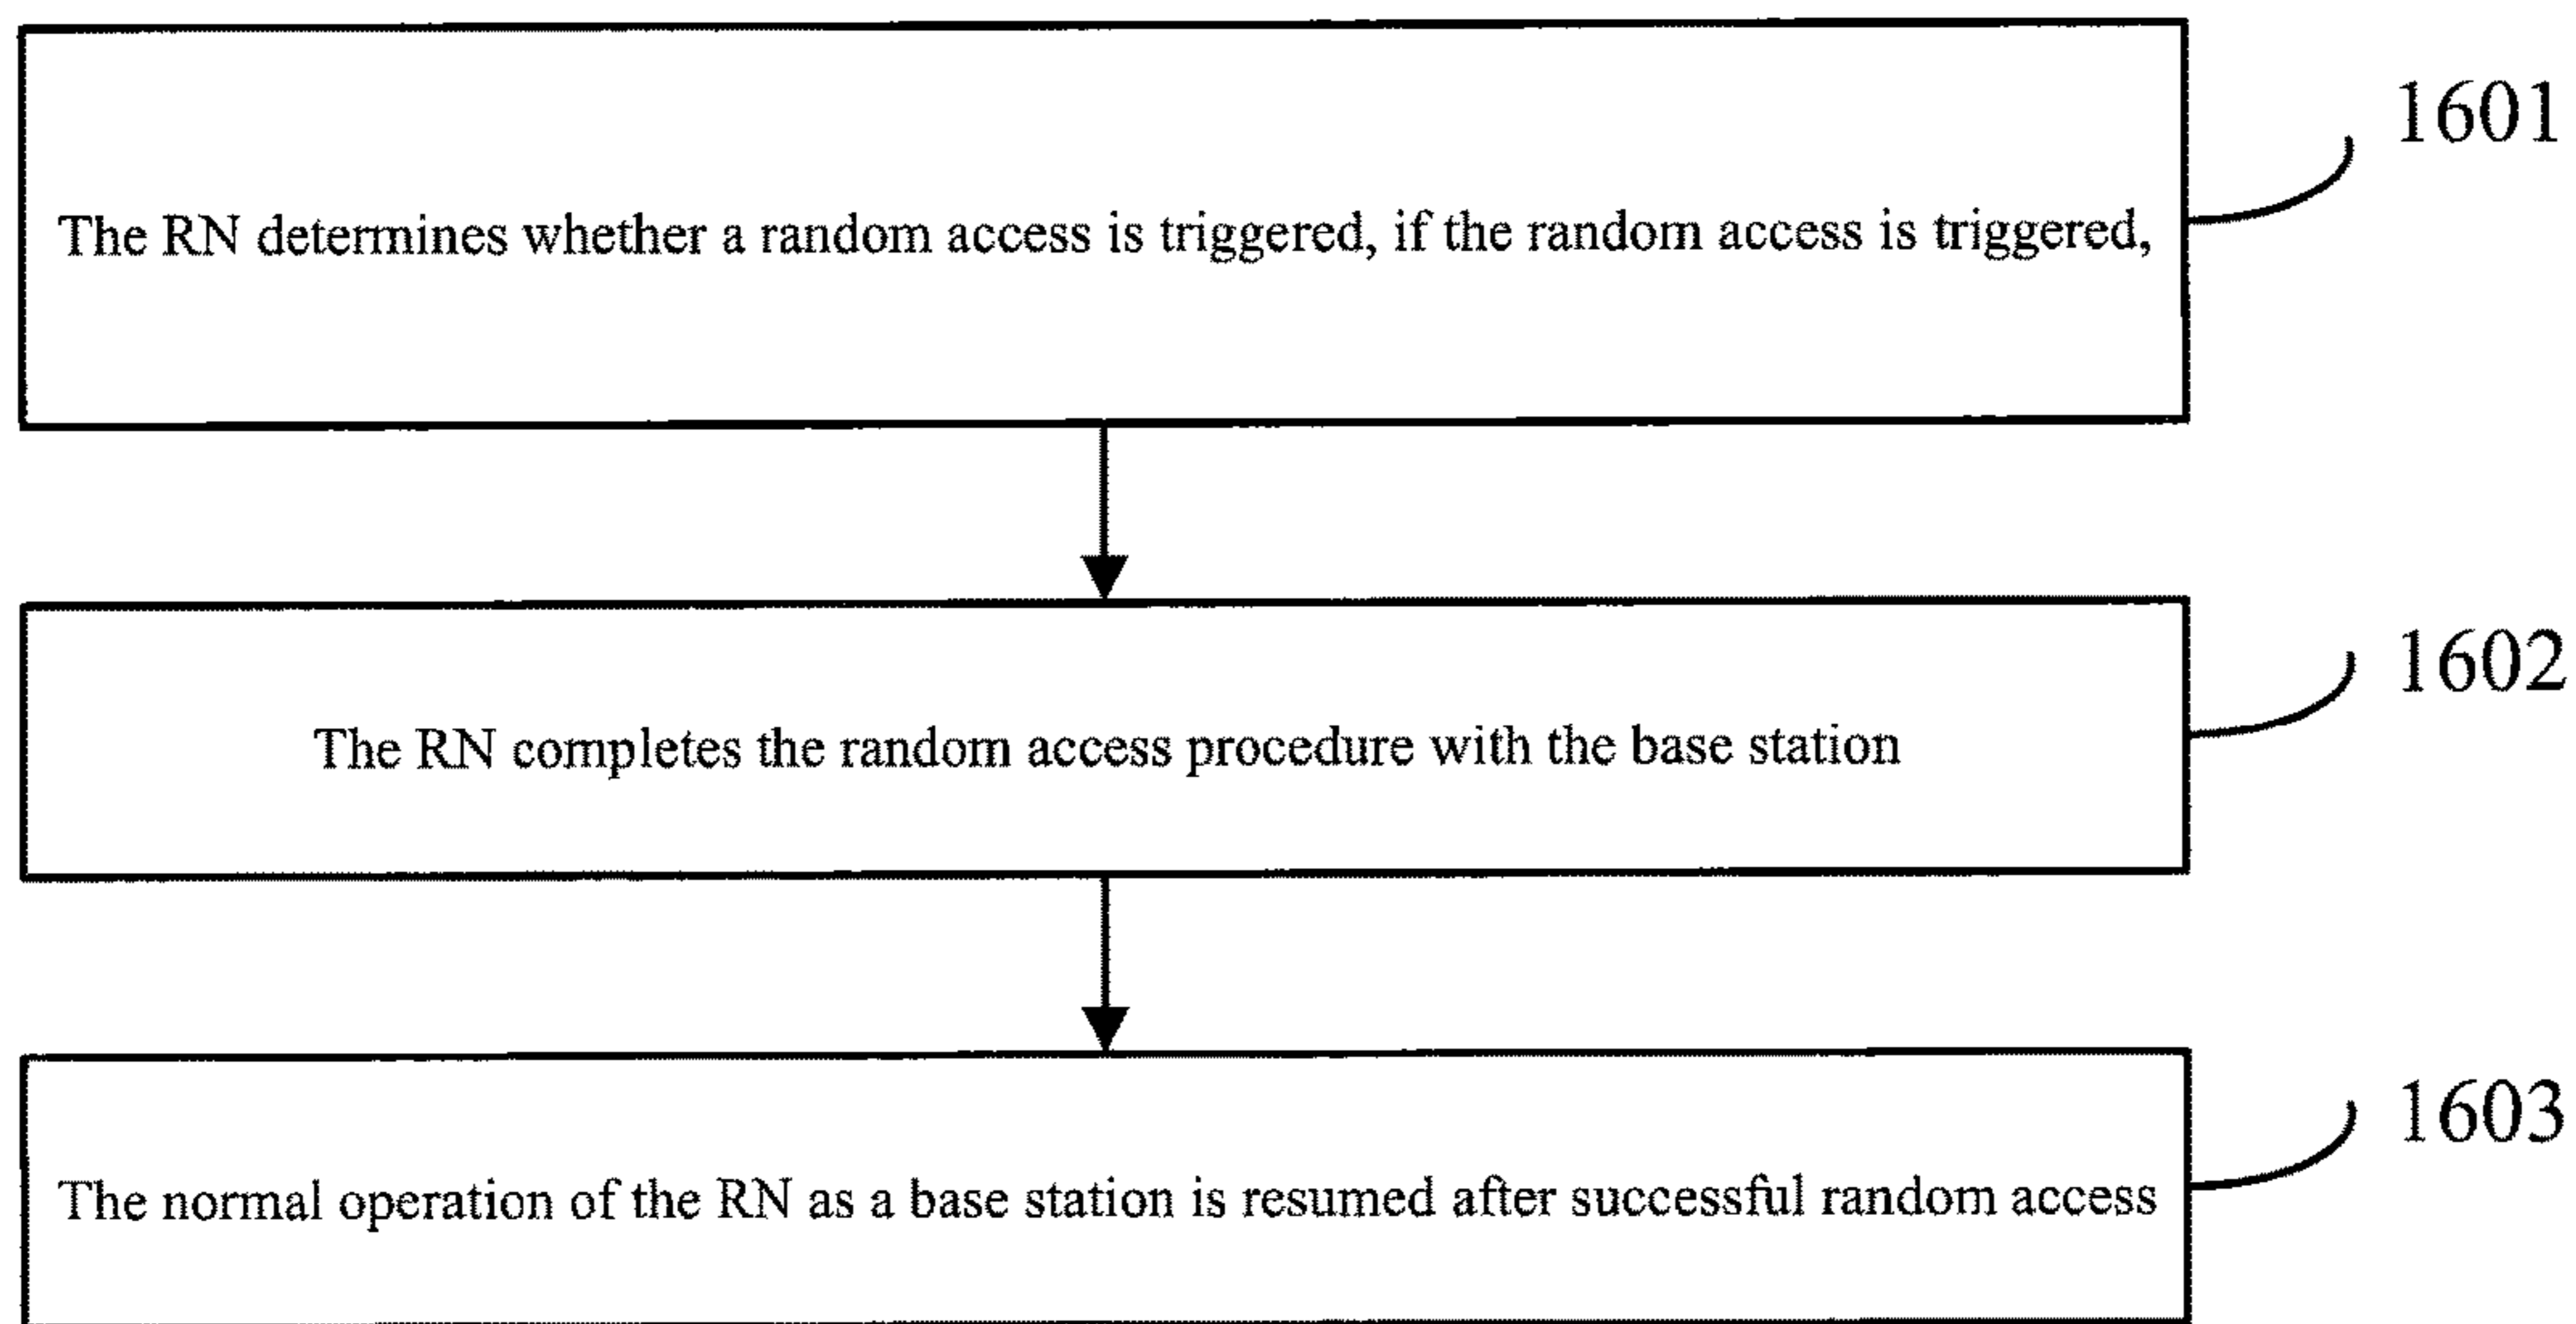 1601
The RN determines whether a random access is triggered, if the random access is triggered,
1602
The RN completes the random access procedure with the base station
1603
The normal operation of the RN as a base station is resumed after successful random access